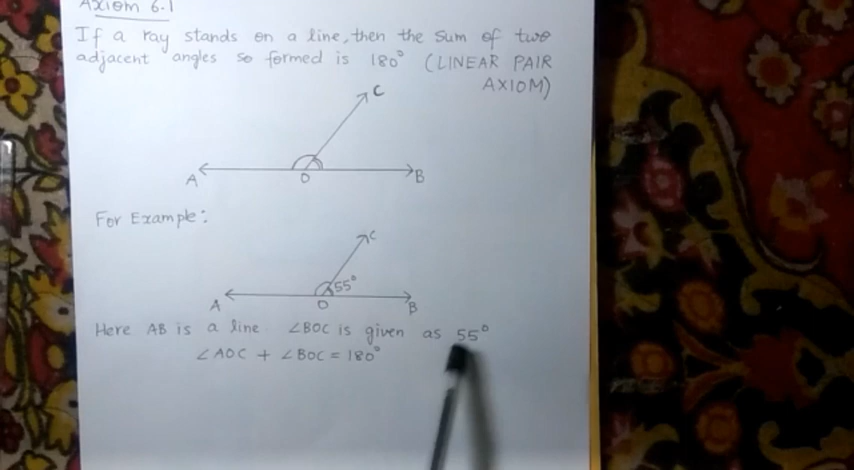 Axiom 6.1
If a ray stands on a line, then the sum of two
adjacent angles so formed is 180° (LINEAR PAIR
AXIOM)
C
A
O
B
For Example:
C
55°
A
O
B
Here AB is a line ∠BOC is given as 55°
∠AOC + ∠BOC = 180°